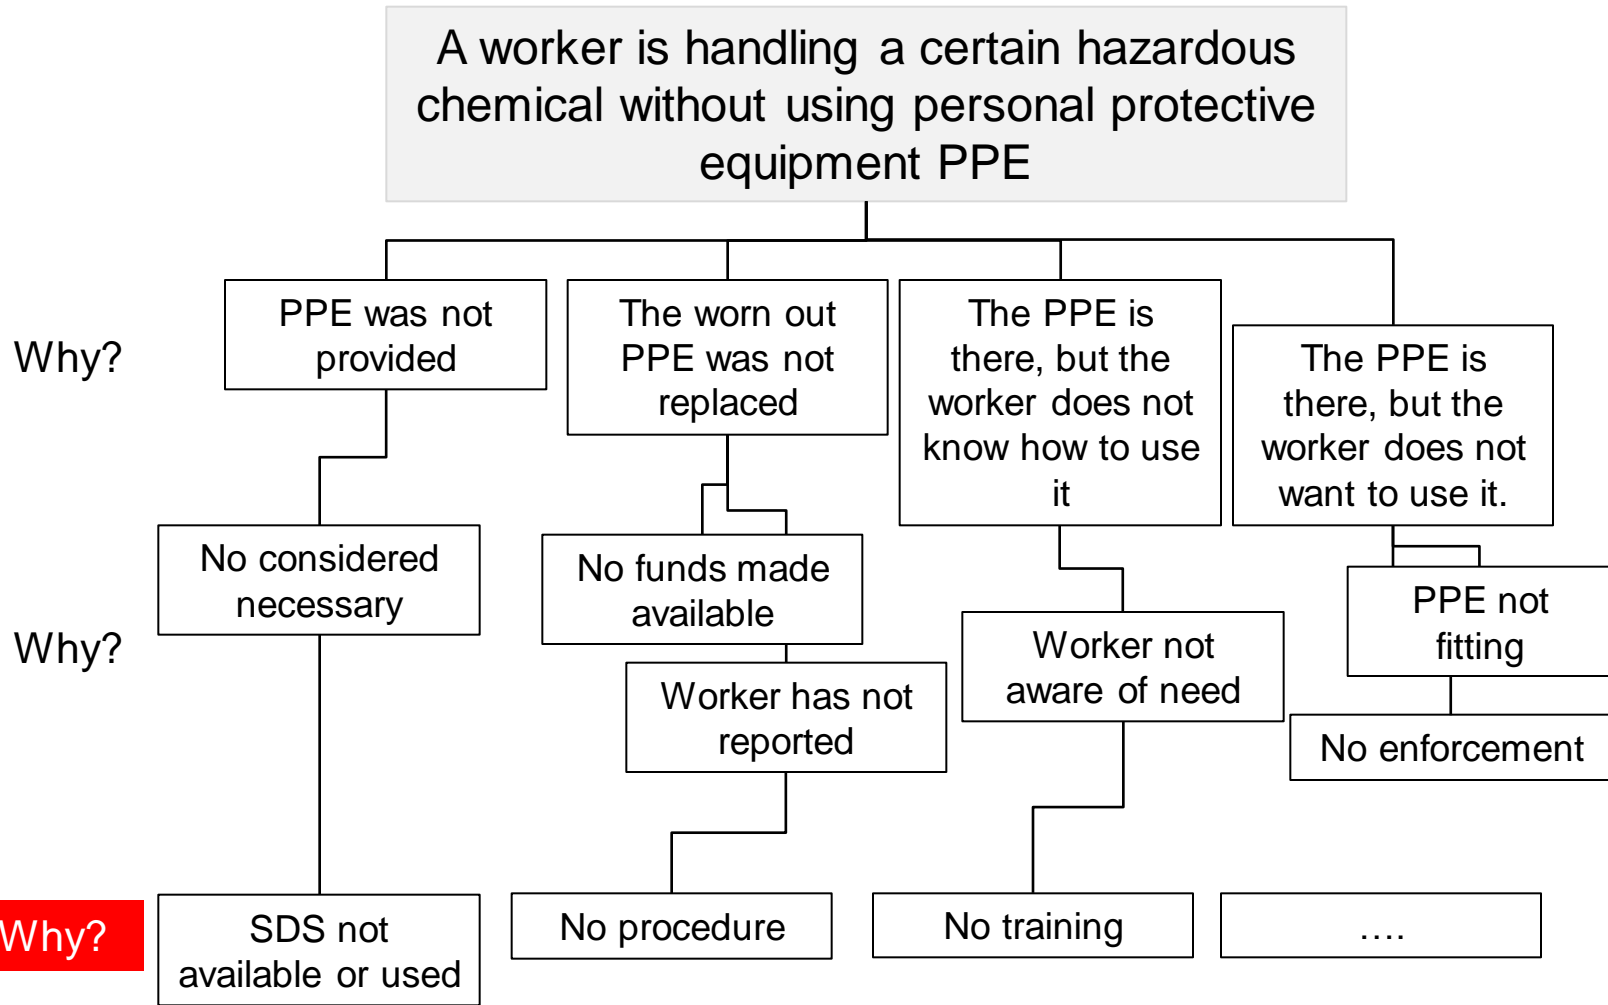 A worker is handling a certain hazardous
chemical without using personal protective
equipment PPE
Why?
PPE was not
provided
The worn out
PPE was not
replaced
The PPE is
there, but the
worker does not
know how to use
it
The PPE is
there, but the
worker does not
want to use it.
Why?
No considered
necessary
No funds made
available
Worker has not
reported
Worker not
aware of need
PPE not
fitting
No enforcement
Why?
SDS not
available or used
No procedure
No training
....